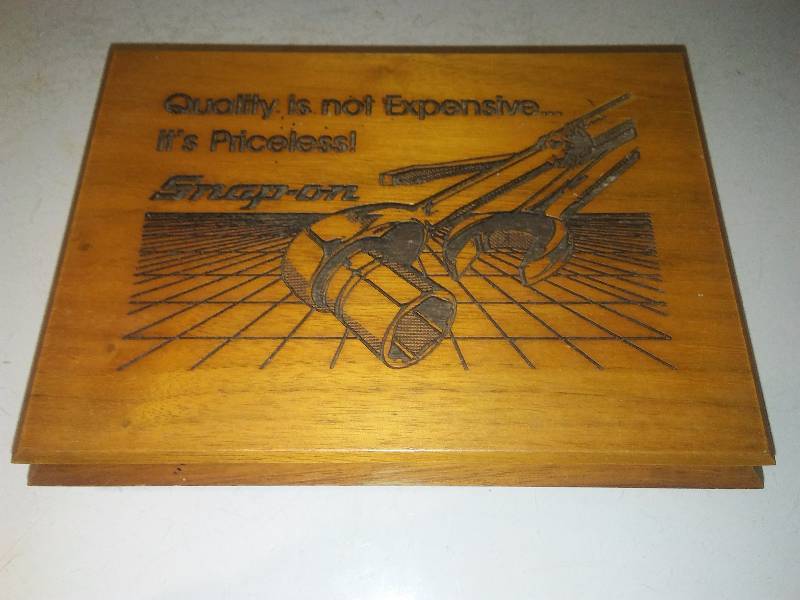 Quality is not Expensive...
it's Priceless!
Snap-on